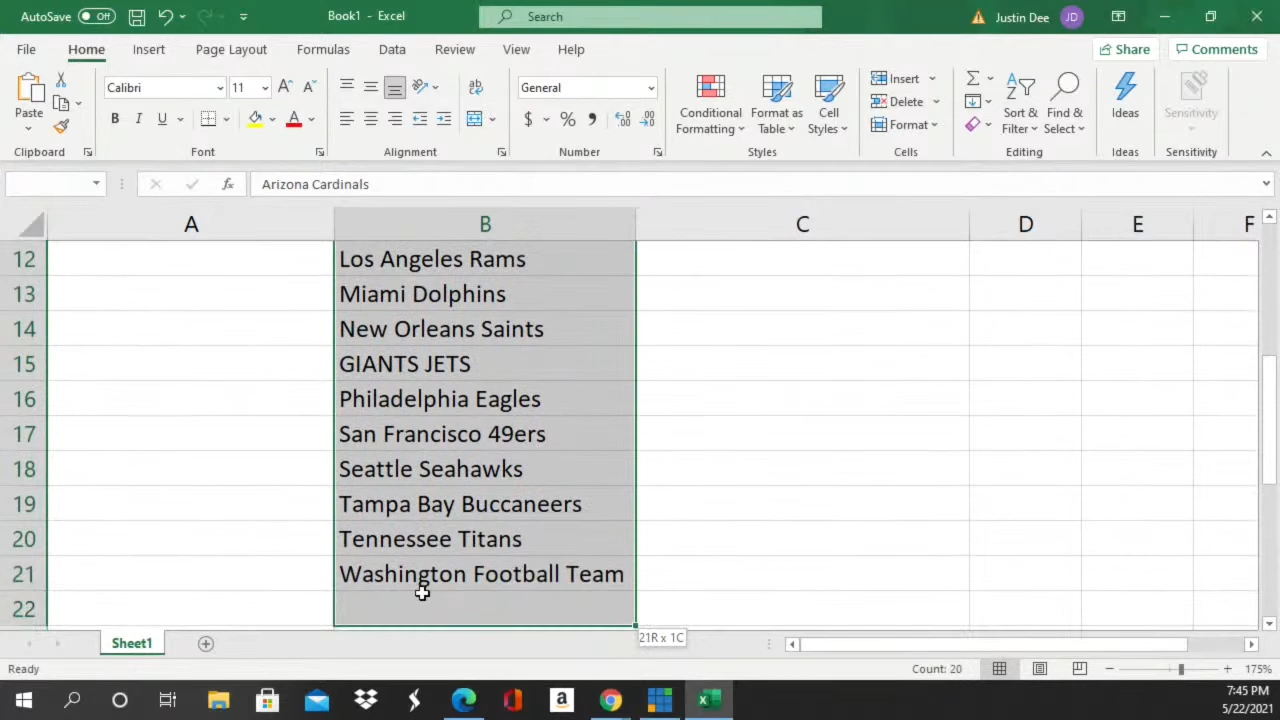 AutoSave Off Book1 - Excel Search Justin Dee JD
File Home Insert Page Layout Formulas Data Review View Help Share Comments
Calibri 11 A A ab General Insert
Paste Conditional Format as Cell Delete Sort & Find & Ideas Sensitivity
B I U A $ % 9 Formatting Table Styles Format Filter Select
Clipboard Font Alignment Number Styles Cells Editing Ideas Sensitivity
fx Arizona Cardinals
A B C D E F
12 Los Angeles Rams
13 Miami Dolphins
14 New Orleans Saints
15 GIANTS JETS
16 Philadelphia Eagles
17 San Francisco 49ers
18 Seattle Seahawks
19 Tampa Bay Buccaneers
20 Tennessee Titans
21 Washington Football Team
22
21R x 1C
Sheet1
Ready Count: 20 175%
7:45 PM
5/22/2021